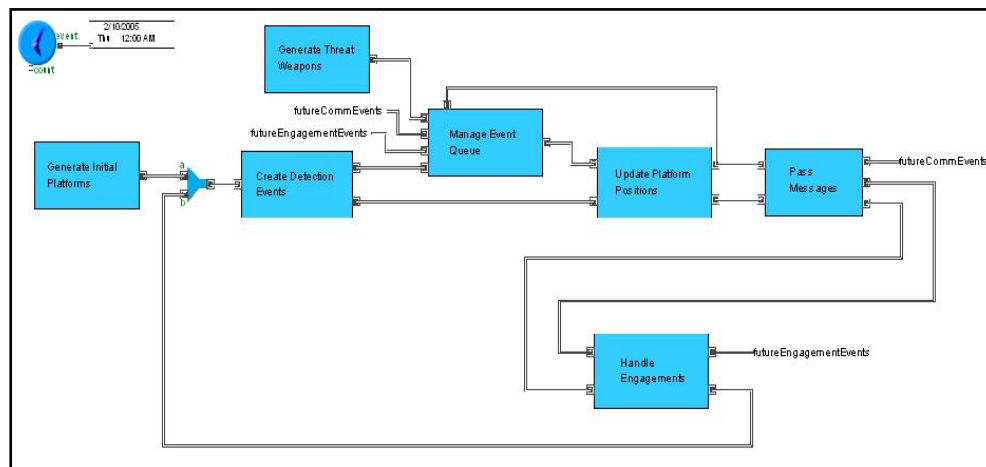 2/10/2005
event
Thu 12:00 AM
count
Generate Threat
Weapons
futureCommEvents
futureEngagementEvents
Manage Event
Queue
Generate Initial
Platforms
a
b
Create Detection
Events
Update Platform
Positions
Pass
Messages
futureCommEvents
Handle
Engagements
futureEngagementEvents